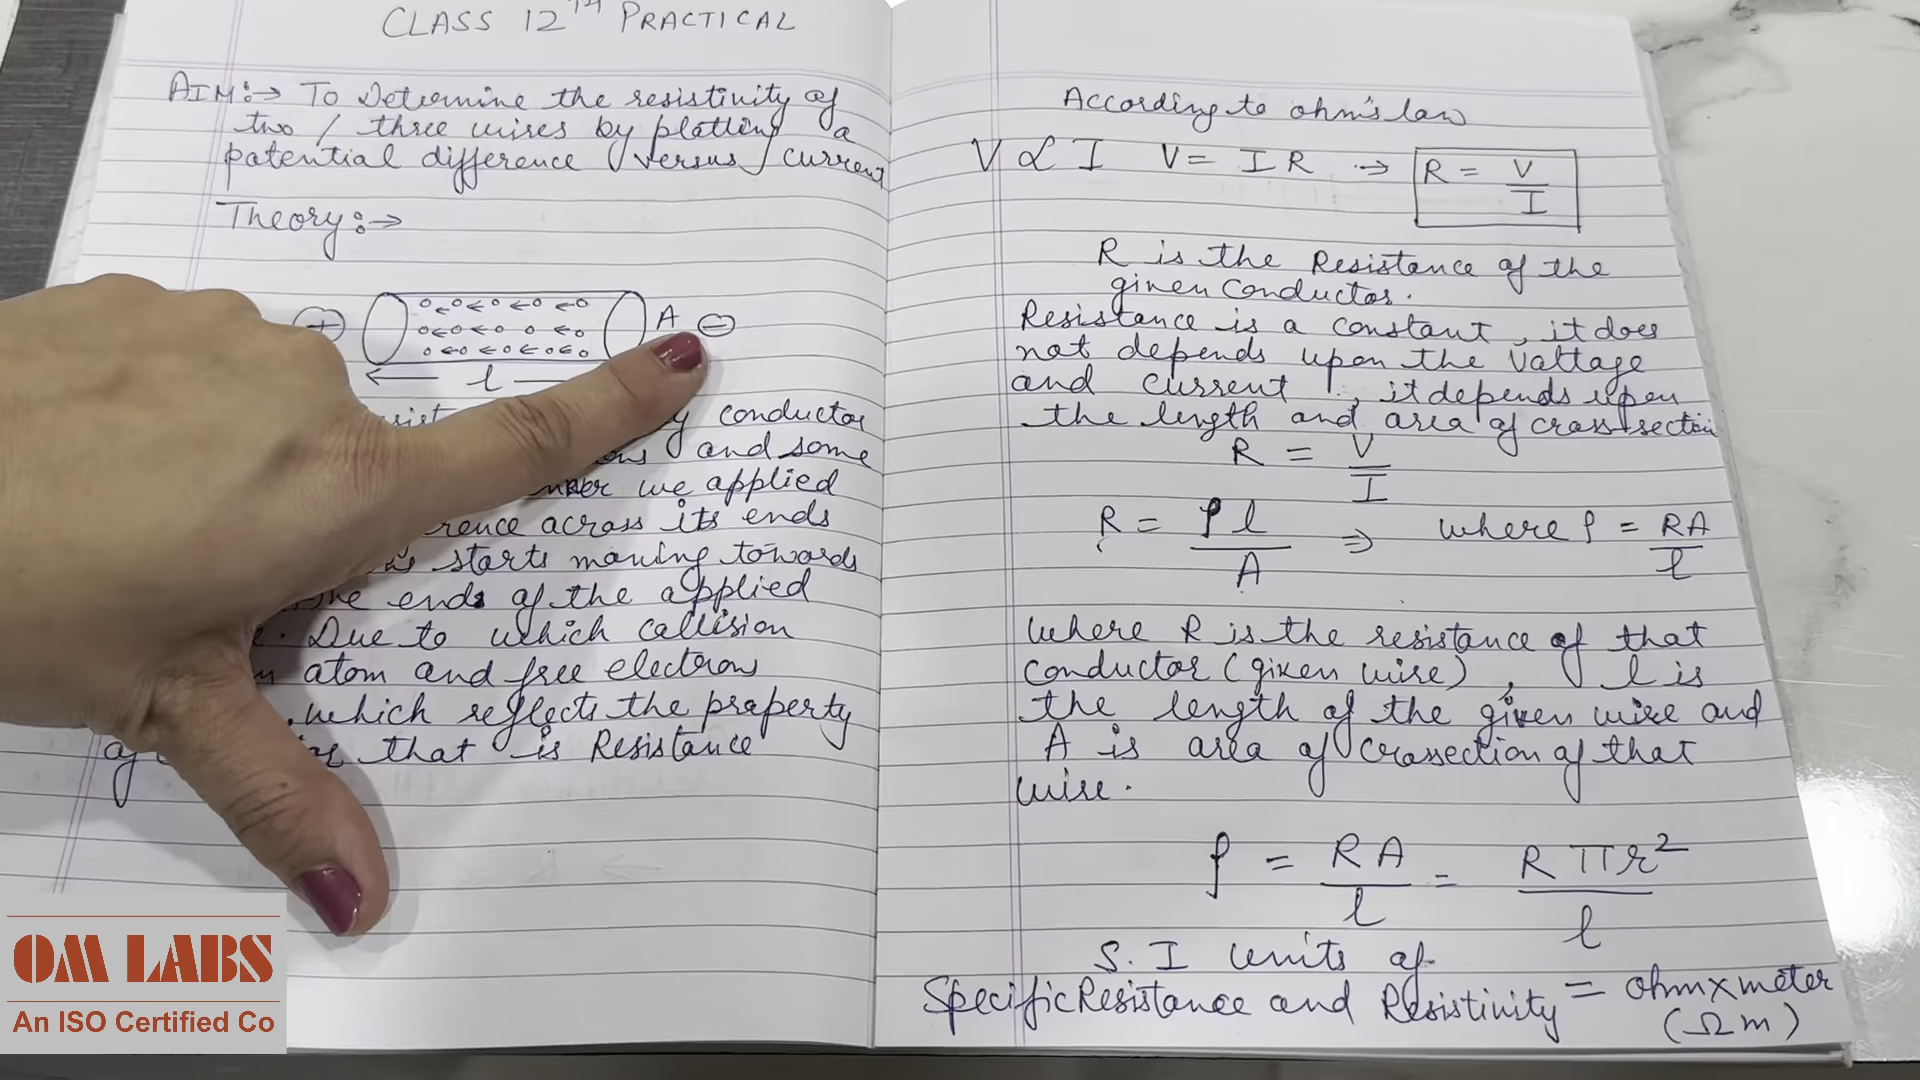 CLASS 12TH PRACTICAL
AIM:→ To Determine the resistivity of
two / three wires by plotting a
potential difference versus current
Theory:→
+
A
−
l
conductor
and some
we applied
across its ends
starts moving towards
ends of the applied
Due to which collision
atom and free electrons
which reflects the property
that is Resistance
According to ohm's law
V ∝ I V = I R → R = V/I
R is the Resistance of the
given conductor.
Resistance is a constant, it does
not depends upon the Voltage
and current, it depends upon
the length and area of cross section
R = V/I
R = ρl/A ⇒ where ρ = RA/l
where R is the resistance of that
conductor (given wire), l is
the length of the given wire and
A is area of crossection of that
wire.
ρ = RA/l = Rπr²/l
S.I units of
Specific Resistance and Resistivity = ohm x meter
(Ωm)
OM LABS
An ISO Certified Co